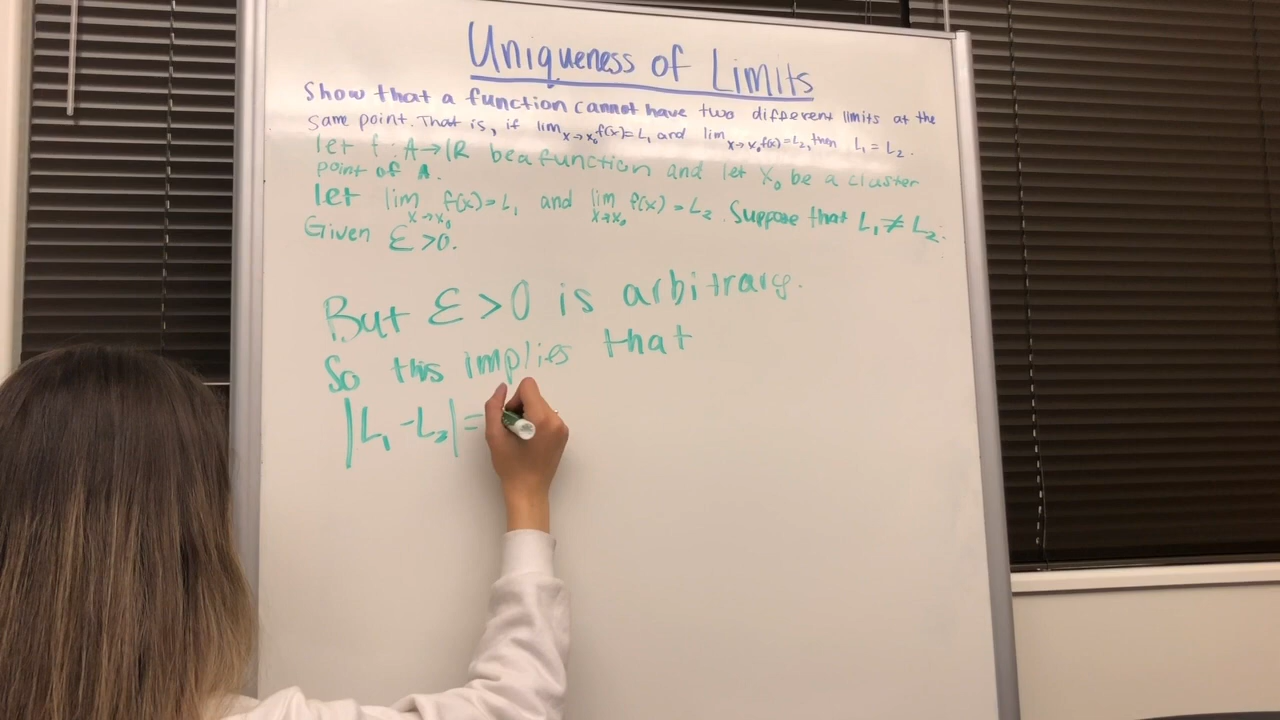 Uniqueness of Limits
Show that a function cannot have two different limits at the
same point. That is, if lim x→x₀ f(x)=L₁ and lim x→x₀ f(x)=L₂, then L₁ = L₂.
let f: A→ℝ be a function and let x₀ be a cluster
point of A.
let lim x→x₀ f(x)=L₁ and lim x→x₀ f(x)=L₂. Suppose that L₁≠L₂.
Given ε>0.
But ε>0 is arbitrary.
So this implies that
|L₁-L₂|=